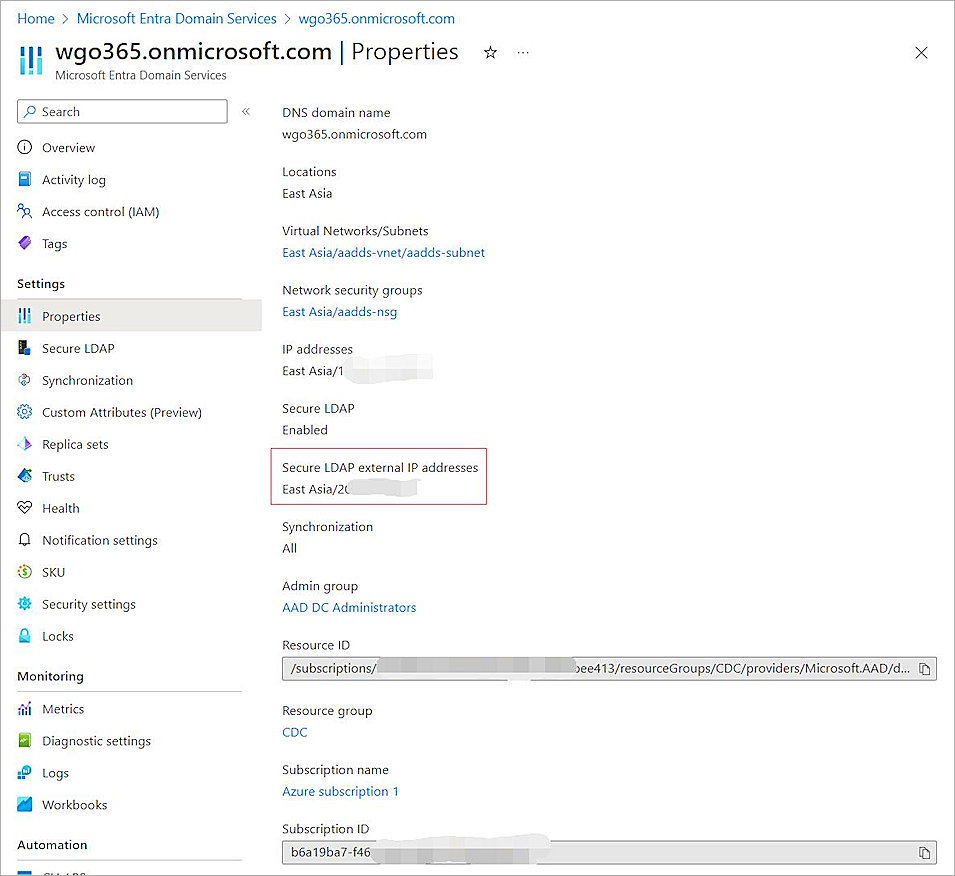 Home > Microsoft Entra Domain Services > wgo365.onmicrosoft.com
wgo365.onmicrosoft.com | Properties
Microsoft Entra Domain Services
Search
Overview
Activity log
Access control (IAM)
Tags
Settings
Properties
Secure LDAP
Synchronization
Custom Attributes (Preview)
Replica sets
Trusts
Health
Notification settings
SKU
Security settings
Locks
Monitoring
Metrics
Diagnostic settings
Logs
Workbooks
Automation
DNS domain name
wgo365.onmicrosoft.com
Locations
East Asia
Virtual Networks/Subnets
East Asia/aadds-vnet/aadds-subnet
Network security groups
East Asia/aadds-nsg
IP addresses
East Asia/1
Secure LDAP
Enabled
Secure LDAP external IP addresses
East Asia/20
Synchronization
All
Admin group
AAD DC Administrators
Resource ID
/subscriptions/ bee413/resourceGroups/CDC/providers/Microsoft.AAD/d...
Resource group
CDC
Subscription name
Azure subscription 1
Subscription ID
b6a19ba7-f46